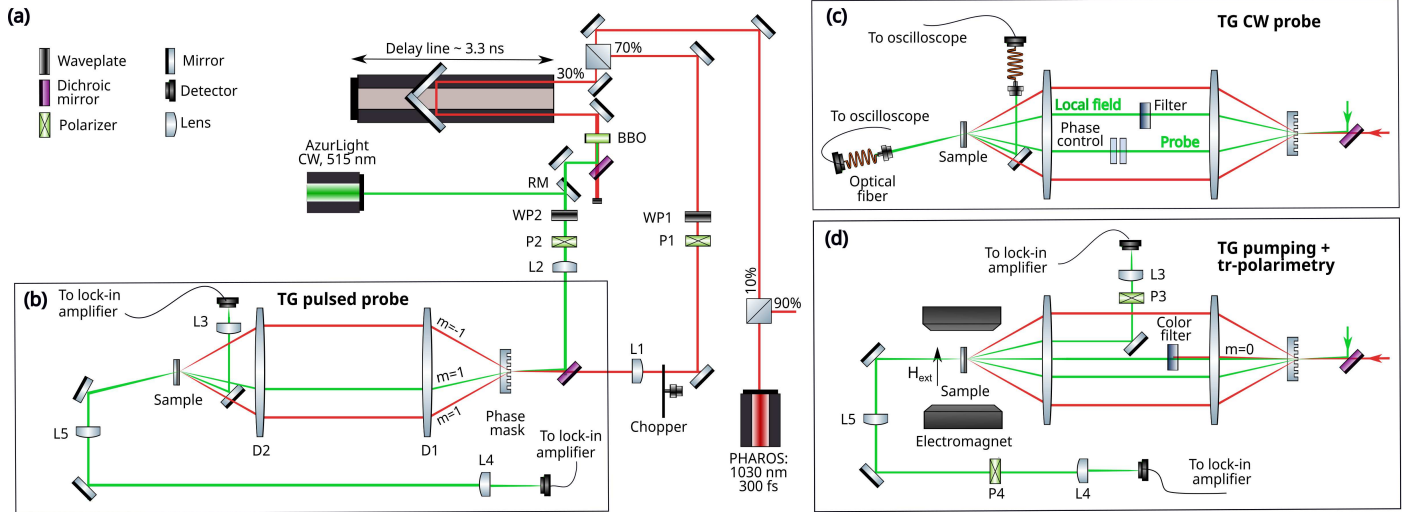 (a)
Waveplate
Mirror
Dichroic
mirror
Detector
Polarizer
Lens
Delay line ~ 3.3 ns
70%
30%
BBO
AzurLight
CW, 515 nm
RM
WP2
WP1
P2
P1
L2
10%
90%
L1
Chopper
PHAROS:
1030 nm
300 fs
(b)
TG pulsed probe
To lock-in
amplifier
L3
m=-1
m=1
m=1
Sample
Phase
mask
L5
D2
D1
L4
To lock-in
amplifier
(c)
TG CW probe
To oscilloscope
To oscilloscope
Local field
Filter
Phase
control
Probe
Sample
Optical
fiber
(d)
TG pumping +
tr-polarimetry
To lock-in
amplifier
L3
P3
Color
filter
m=0
Hext
Sample
L5
Electromagnet
P4
L4
To lock-in
amplifier